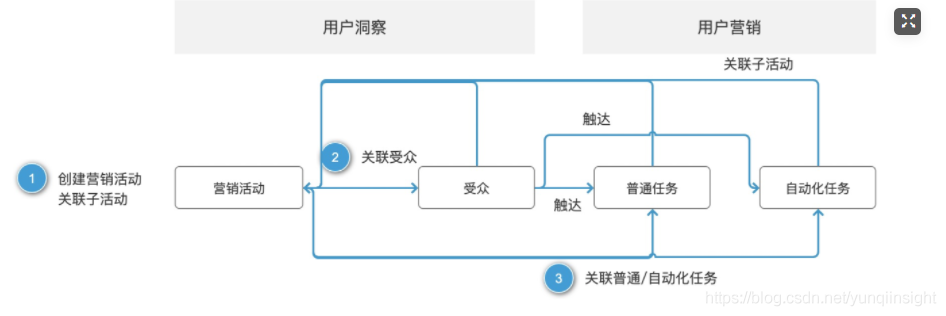 用户洞察
用户营销
关联子活动
触达
2
关联受众
1
创建营销活动
关联子活动
营销活动
受众
普通任务
自动化任务
触达
3
关联普通/自动化任务
https://blog.csdn.net/yunqiinsight